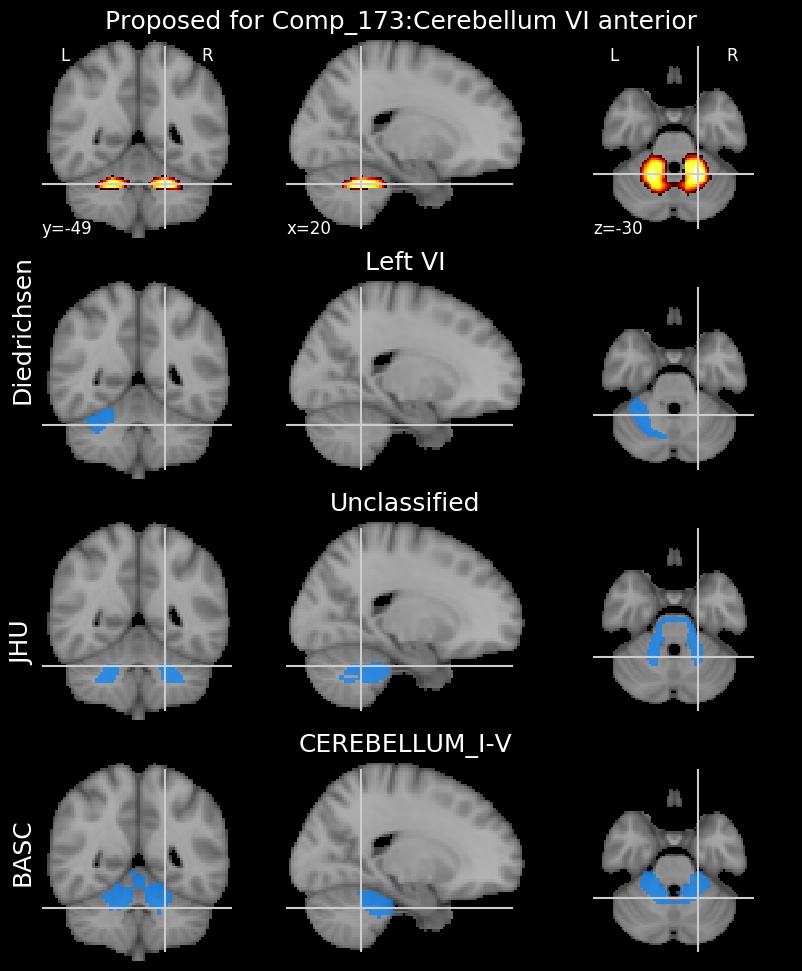 Proposed for Comp_173:Cerebellum VI anterior
L R
L R
y=-49
x=20
z=-30
Left VI
Diedrichsen
Unclassified
JHU
CEREBELLUM_I-V
BASC